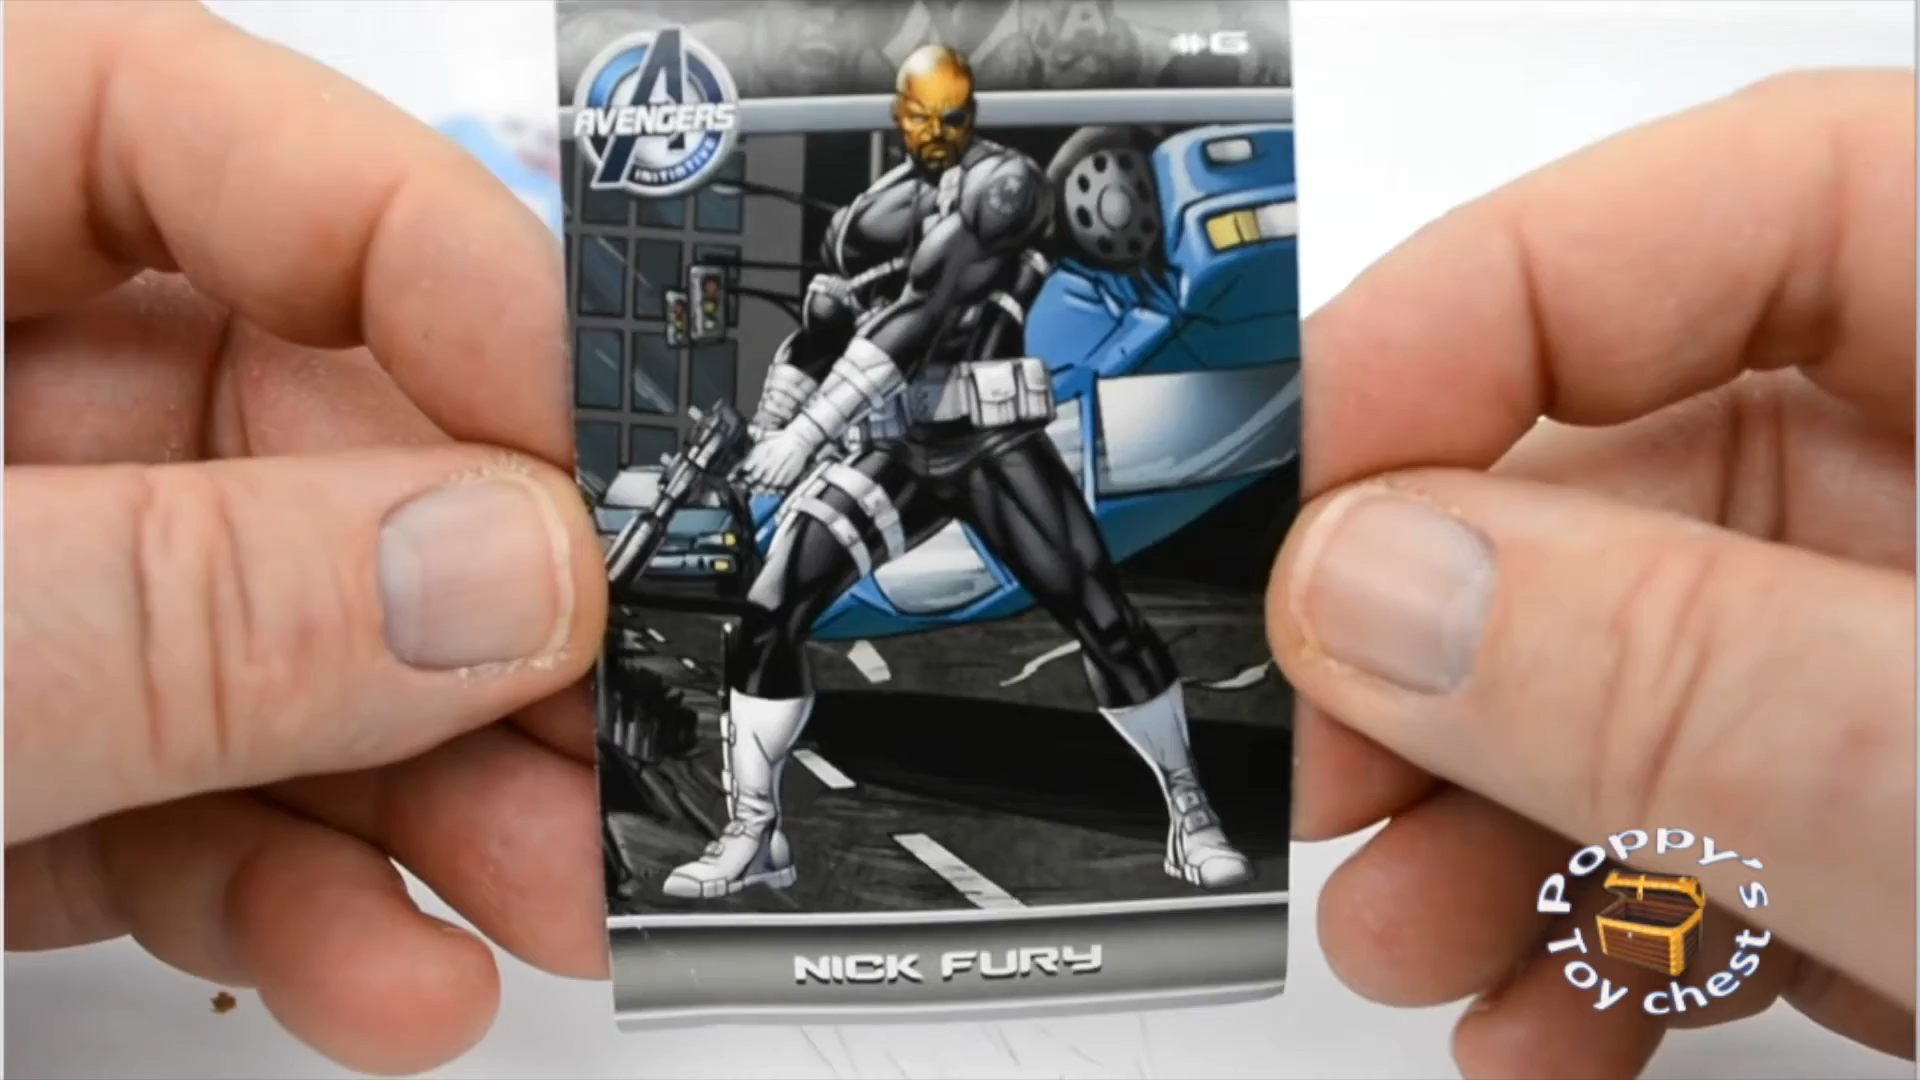 #6
AVENGERS
INITIATIVE
NICK FURY
Poppy's
Toy chest